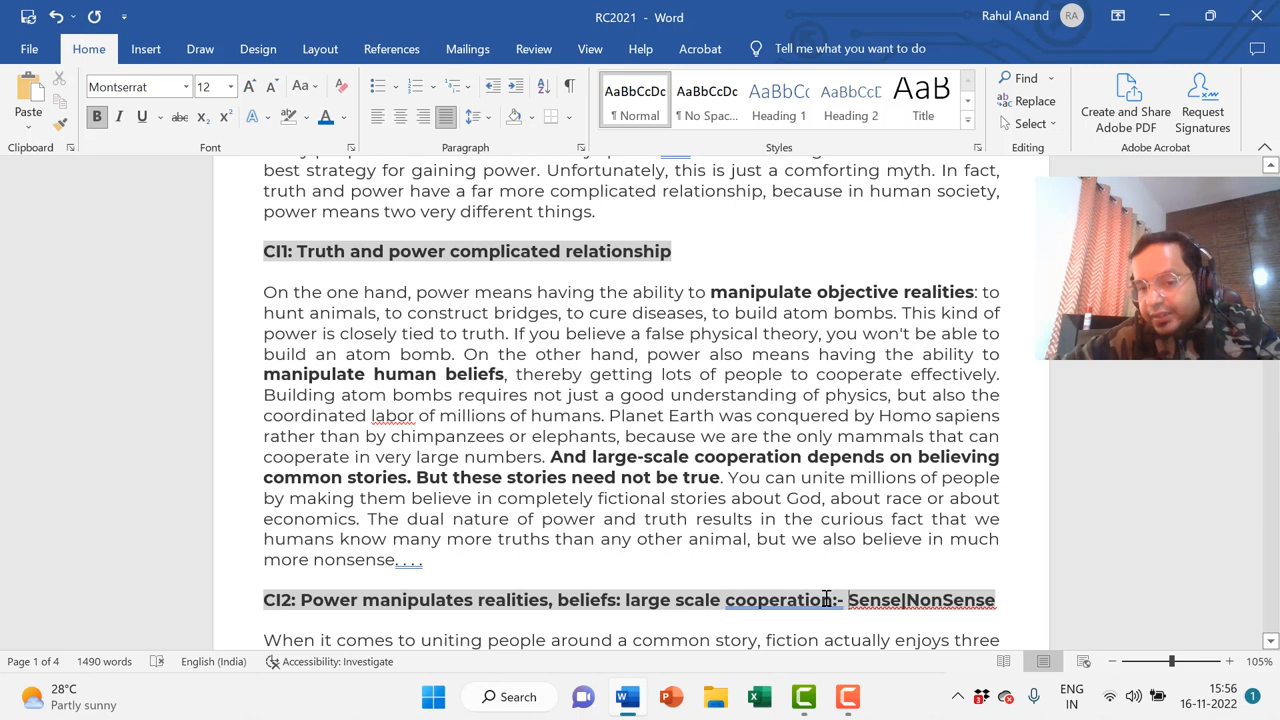 RC2021 - Word
Rahul Anand RA
File Home Insert Draw Design Layout References Mailings Review View Help Acrobat Tell me what you want to do
Paste
Montserrat 12
¶ Normal ¶ No Spac... Heading 1 Heading 2 Title
Find
Replace
Select
Create and Share Adobe PDF
Request Signatures
Clipboard Font Paragraph Styles Editing Adobe Acrobat
best strategy for gaining power. Unfortunately, this is just a comforting myth. In fact,
truth and power have a far more complicated relationship, because in human society,
power means two very different things.
CI1: Truth and power complicated relationship
On the one hand, power means having the ability to manipulate objective realities: to
hunt animals, to construct bridges, to cure diseases, to build atom bombs. This kind of
power is closely tied to truth. If you believe a false physical theory, you won't be able to
build an atom bomb. On the other hand, power also means having the ability to
manipulate human beliefs, thereby getting lots of people to cooperate effectively.
Building atom bombs requires not just a good understanding of physics, but also the
coordinated labor of millions of humans. Planet Earth was conquered by Homo sapiens
rather than by chimpanzees or elephants, because we are the only mammals that can
cooperate in very large numbers. And large-scale cooperation depends on believing
common stories. But these stories need not be true. You can unite millions of people
by making them believe in completely fictional stories about God, about race or about
economics. The dual nature of power and truth results in the curious fact that we
humans know many more truths than any other animal, but we also believe in much
more nonsense. . . .
CI2: Power manipulates realities, beliefs: large scale cooperation:- Sense|NonSense
When it comes to uniting people around a common story, fiction actually enjoys three
Page 1 of 4 1490 words English (India) Accessibility: Investigate 105%
28°C
Partly sunny
Search
ENG
IN
15:56
16-11-2022
1